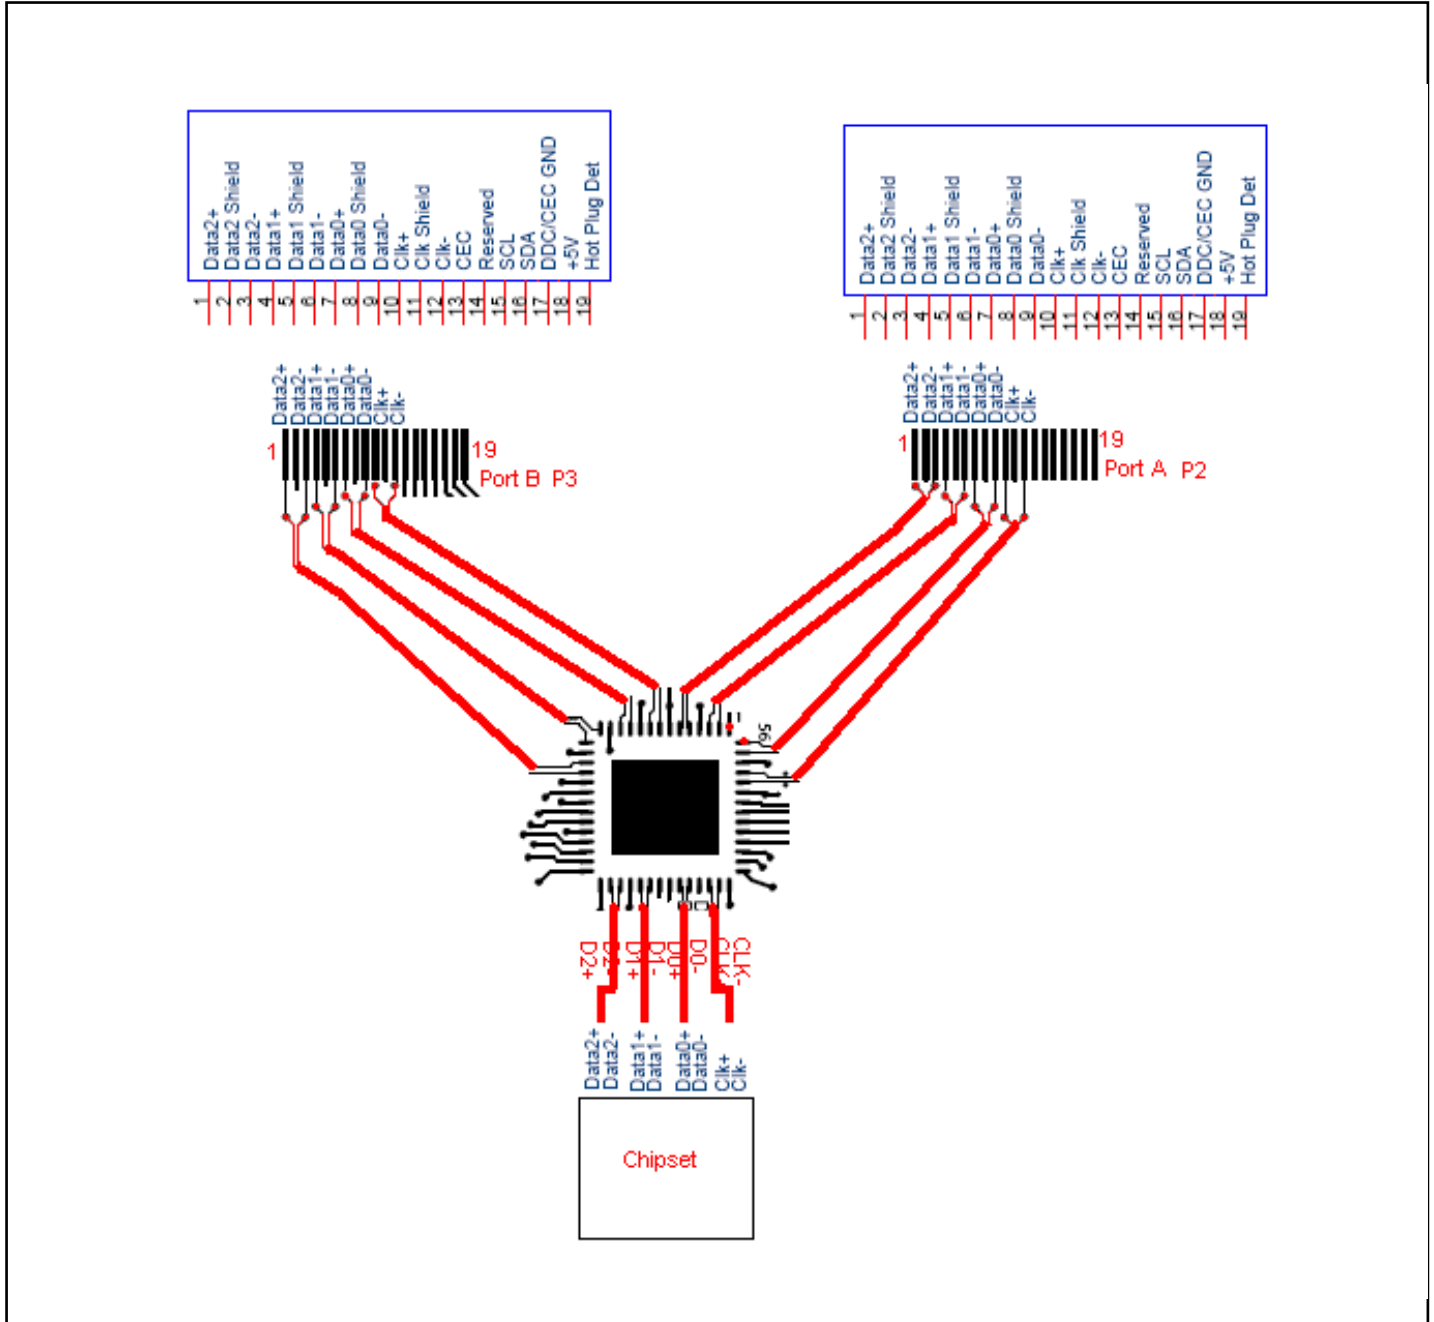 Data2+
Data2 Shield
Data2-
Data1+
Data1 Shield
Data1-
Data0+
Data0 Shield
Data0-
Clk+
Clk Shield
Clk-
CEC
Reserved
SCL
SDA
DDC/CEC GND
+5V
Hot Plug Det
1
2
3
4
5
6
7
8
9
10
11
12
13
14
15
16
17
18
19
Data2+
Data2 Shield
Data2-
Data1+
Data1 Shield
Data1-
Data0+
Data0 Shield
Data0-
Clk+
Clk Shield
Clk-
CEC
Reserved
SCL
SDA
DDC/CEC GND
+5V
Hot Plug Det
1
2
3
4
5
6
7
8
9
10
11
12
13
14
15
16
17
18
19
Data2+
Data2-
Data1+
Data1-
Data0+
Data0-
Clk+
Clk-
1
19
Port B P3
Data2+
Data2-
Data1+
Data1-
Data0+
Data0-
Clk+
Clk-
1
19
Port A P2
1
56
D2+
D2-
D1+
D1-
D0+
D0-
CLK-
Data2+
Data2-
Data1+
Data1-
Data0+
Data0-
Clk+
Clk-
Chipset